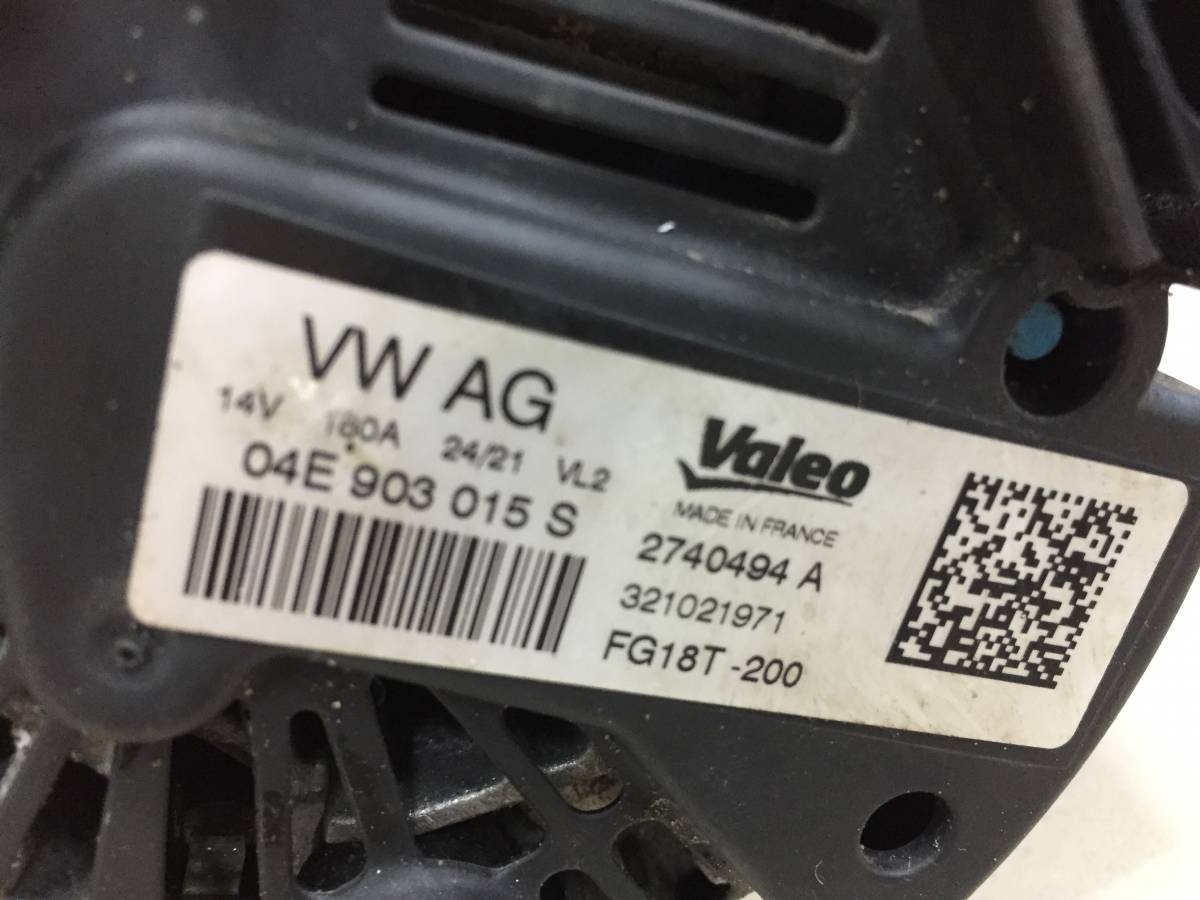 VW AG
14V 180A 24/21 VL2
04E 903 015 S
Valeo
MADE IN FRANCE
2740494 A
321021971
FG18T-200